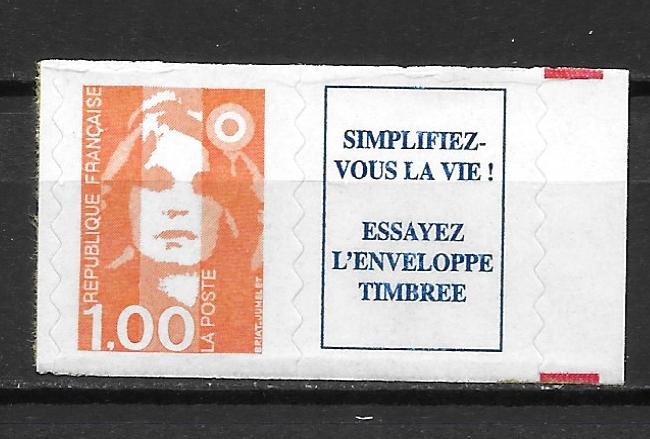 REPUBLIQUE FRANÇAISE
1,00
LA POSTE
BRIAT-JUMELET
SIMPLIFIEZ-
VOUS LA VIE !
ESSAYEZ
L'ENVELOPPE
TIMBREE